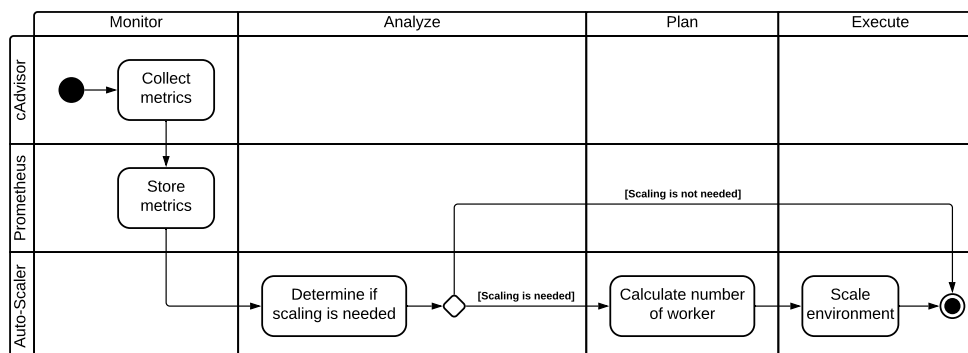 Monitor
Analyze
Plan
Execute
cAdvisor
Collect
metrics
Prometheus
Store
metrics
[Scaling is not needed]
Auto-Scaler
Determine if
scaling is needed
[Scaling is needed]
Calculate number
of worker
Scale
environment